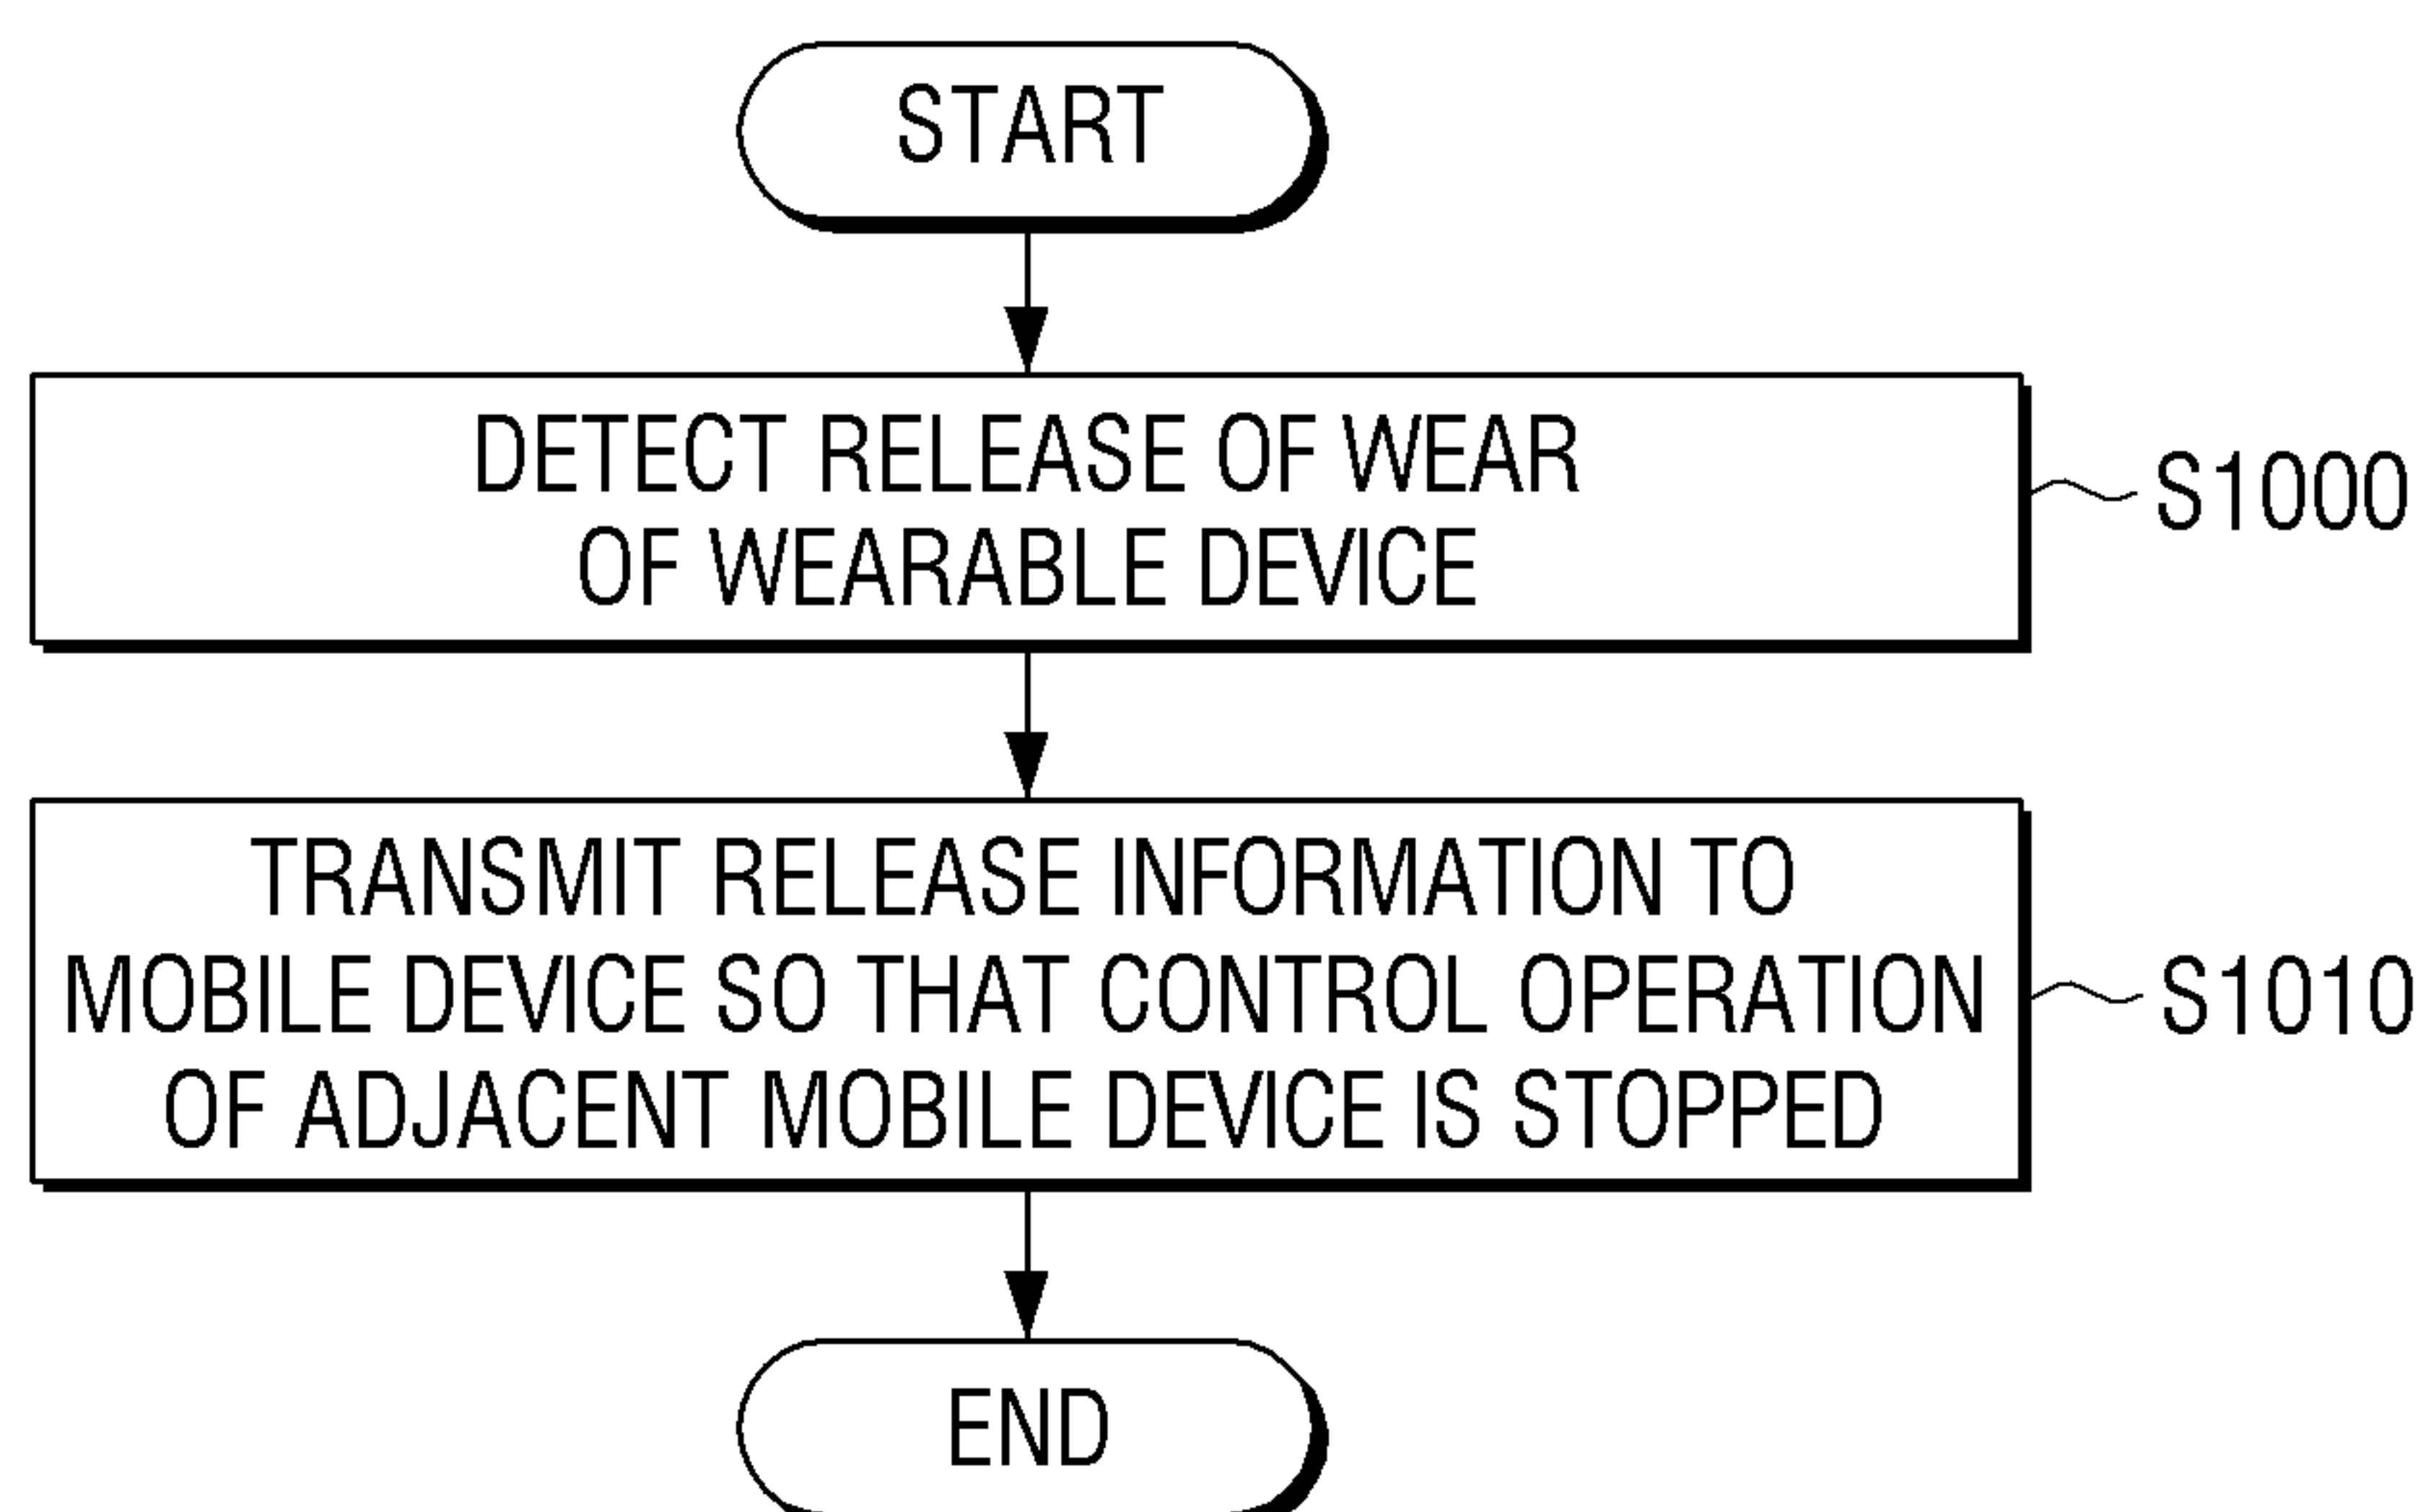 START
DETECT RELEASE OF WEAR
OF WEARABLE DEVICE
S1000
TRANSMIT RELEASE INFORMATION TO
MOBILE DEVICE SO THAT CONTROL OPERATION
OF ADJACENT MOBILE DEVICE IS STOPPED
S1010
END